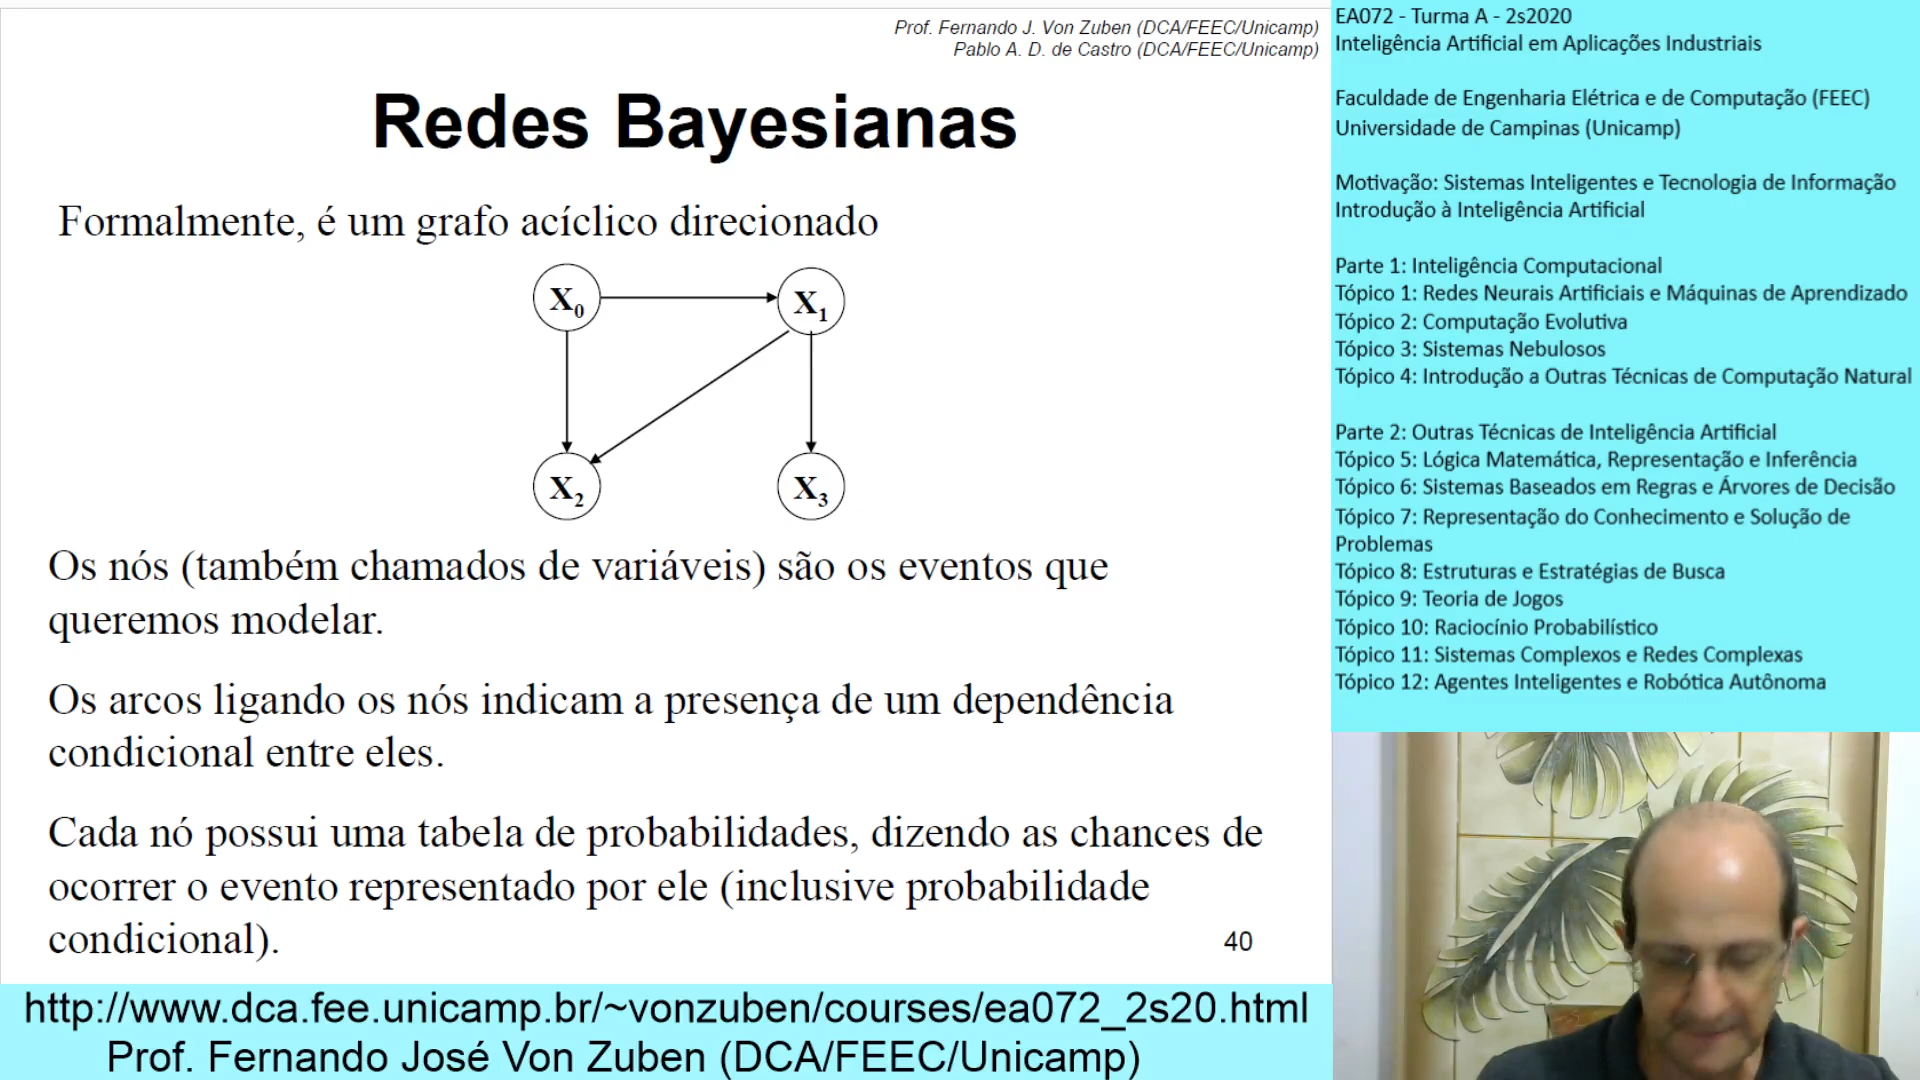 Prof. Fernando J. Von Zuben (DCA/FEEC/Unicamp)
Pablo A. D. de Castro (DCA/FEEC/Unicamp)
Redes Bayesianas
Formalmente, é um grafo acíclico direcionado
X0
X1
X2
X3
Os nós (também chamados de variáveis) são os eventos que
queremos modelar.
Os arcos ligando os nós indicam a presença de um dependência
condicional entre eles.
Cada nó possui uma tabela de probabilidades, dizendo as chances de
ocorrer o evento representado por ele (inclusive probabilidade
condicional).
40
EA072 - Turma A - 2s2020
Inteligência Artificial em Aplicações Industriais
Faculdade de Engenharia Elétrica e de Computação (FEEC)
Universidade de Campinas (Unicamp)
Motivação: Sistemas Inteligentes e Tecnologia de Informação
Introdução à Inteligência Artificial
Parte 1: Inteligência Computacional
Tópico 1: Redes Neurais Artificiais e Máquinas de Aprendizado
Tópico 2: Computação Evolutiva
Tópico 3: Sistemas Nebulosos
Tópico 4: Introdução a Outras Técnicas de Computação Natural
Parte 2: Outras Técnicas de Inteligência Artificial
Tópico 5: Lógica Matemática, Representação e Inferência
Tópico 6: Sistemas Baseados em Regras e Árvores de Decisão
Tópico 7: Representação do Conhecimento e Solução de
Problemas
Tópico 8: Estruturas e Estratégias de Busca
Tópico 9: Teoria de Jogos
Tópico 10: Raciocínio Probabilístico
Tópico 11: Sistemas Complexos e Redes Complexas
Tópico 12: Agentes Inteligentes e Robótica Autônoma
http://www.dca.fee.unicamp.br/~vonzuben/courses/ea072_2s20.html
Prof. Fernando José Von Zuben (DCA/FEEC/Unicamp)